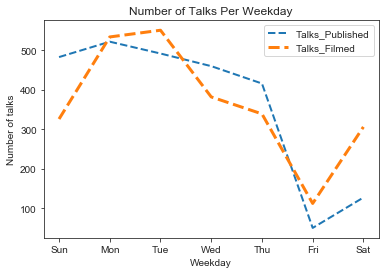 Number of Talks Per Weekday
Talks_Published
Talks_Filmed
Number of talks
500
400
300
200
100
Sun Mon Tue Wed Thu Fri Sat
Weekday